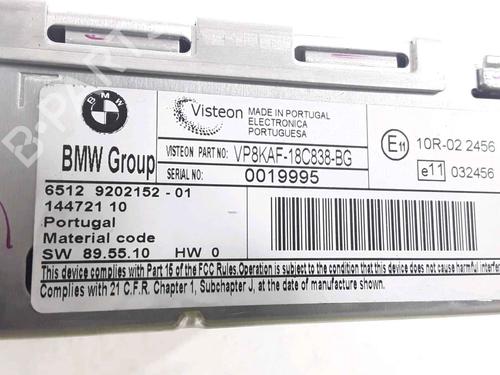 BMW
BMW Group
Visteon
MADE IN PORTUGAL
ELECTRONICA
PORTUGUESA
VISTEON PART NO: VP8KAF-18C838-BG
SERIAL NO: 0019995
E11 10R-02 2456
e11 032456
6512 9202152 - 01
144721 10
Portugal
Material code
SW 89.55.10 HW 0
This device complies with Part 16 of the FCC Rules.Operation is subject to the condition that this device does not cause harmful interfere
Complies with 21 C.F.R. Chapter 1, Subchapter J, at the date of manufacture shown.